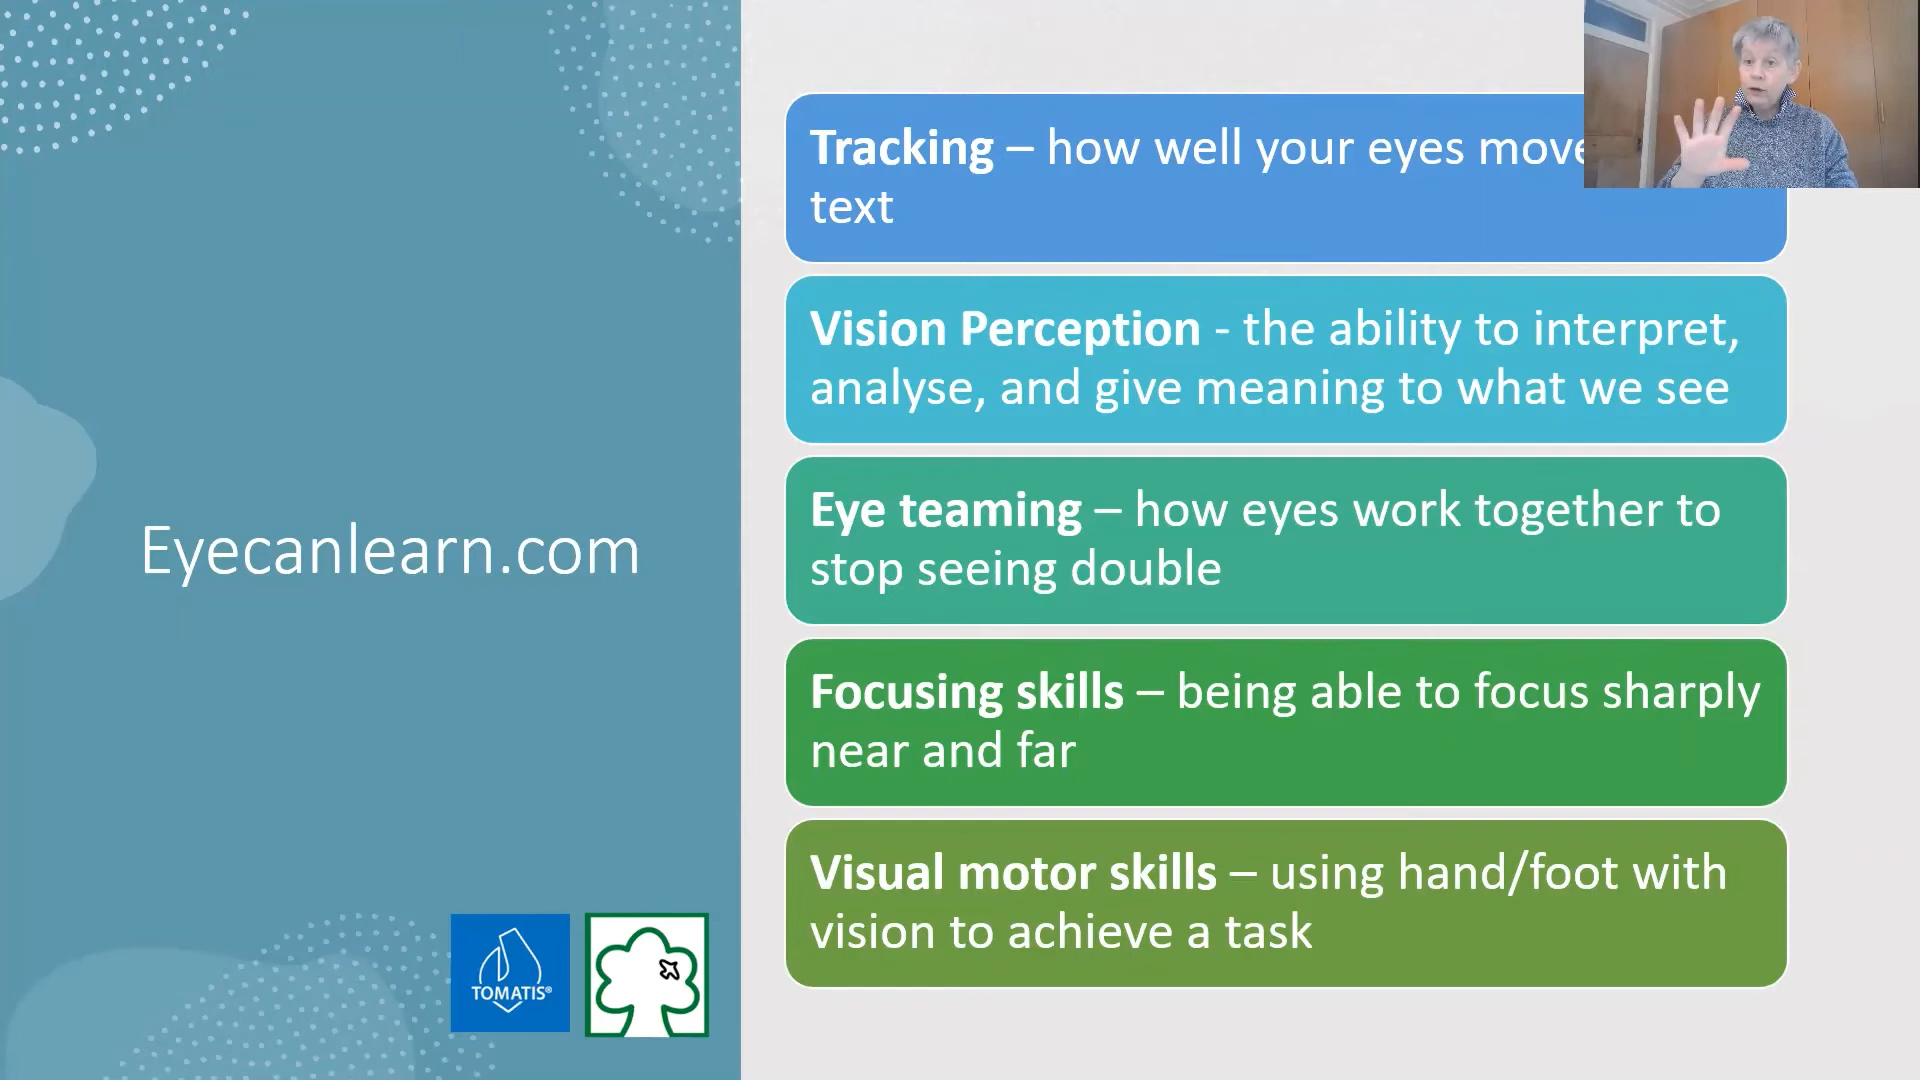 Tracking – how well your eyes move
text
Vision Perception - the ability to interpret,
analyse, and give meaning to what we see
Eye teaming – how eyes work together to
stop seeing double
Eyecanlearn.com
Focusing skills – being able to focus sharply
near and far
Visual motor skills – using hand/foot with
vision to achieve a task
TOMATIS®